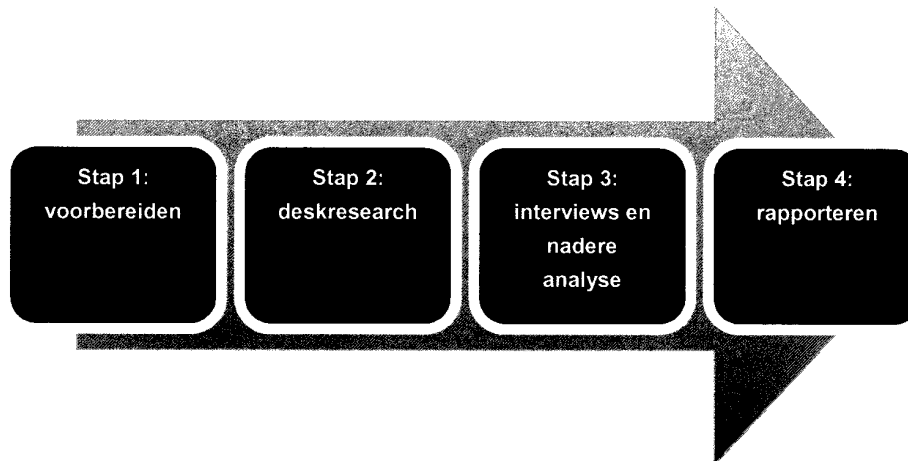 Stap 1:
voorbereiden
Stap 2:
deskresearch
Stap 3:
interviews en
nadere
analyse
Stap 4:
rapporteren